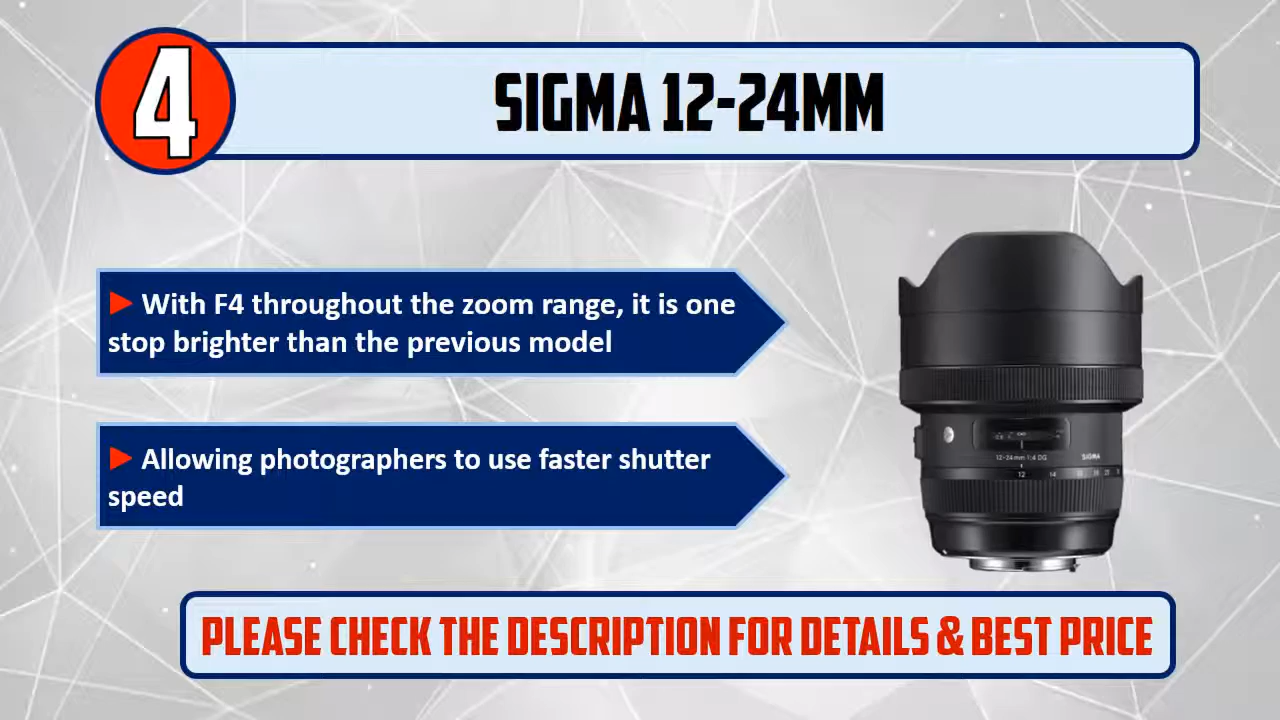 4
SIGMA 12-24MM
► With F4 throughout the zoom range, it is one
stop brighter than the previous model
► Allowing photographers to use faster shutter
speed
12-24mm 1:4 DG
SIGMA
12 14
PLEASE CHECK THE DESCRIPTION FOR DETAILS & BEST PRICE